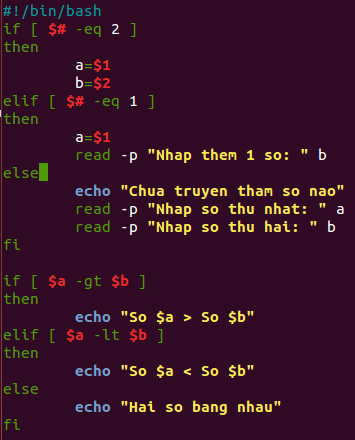 #!/bin/bash
if [ $# -eq 2 ]
then
        a=$1
        b=$2
elif [ $# -eq 1 ]
then
        a=$1
        read -p "Nhap them 1 so: " b
else
        echo "Chua truyen tham so nao"
        read -p "Nhap so thu nhat: " a
        read -p "Nhap so thu hai: " b
fi

if [ $a -gt $b ]
then
        echo "So $a > So $b"
elif [ $a -lt $b ]
then
        echo "So $a < So $b"
else
        echo "Hai so bang nhau"
fi